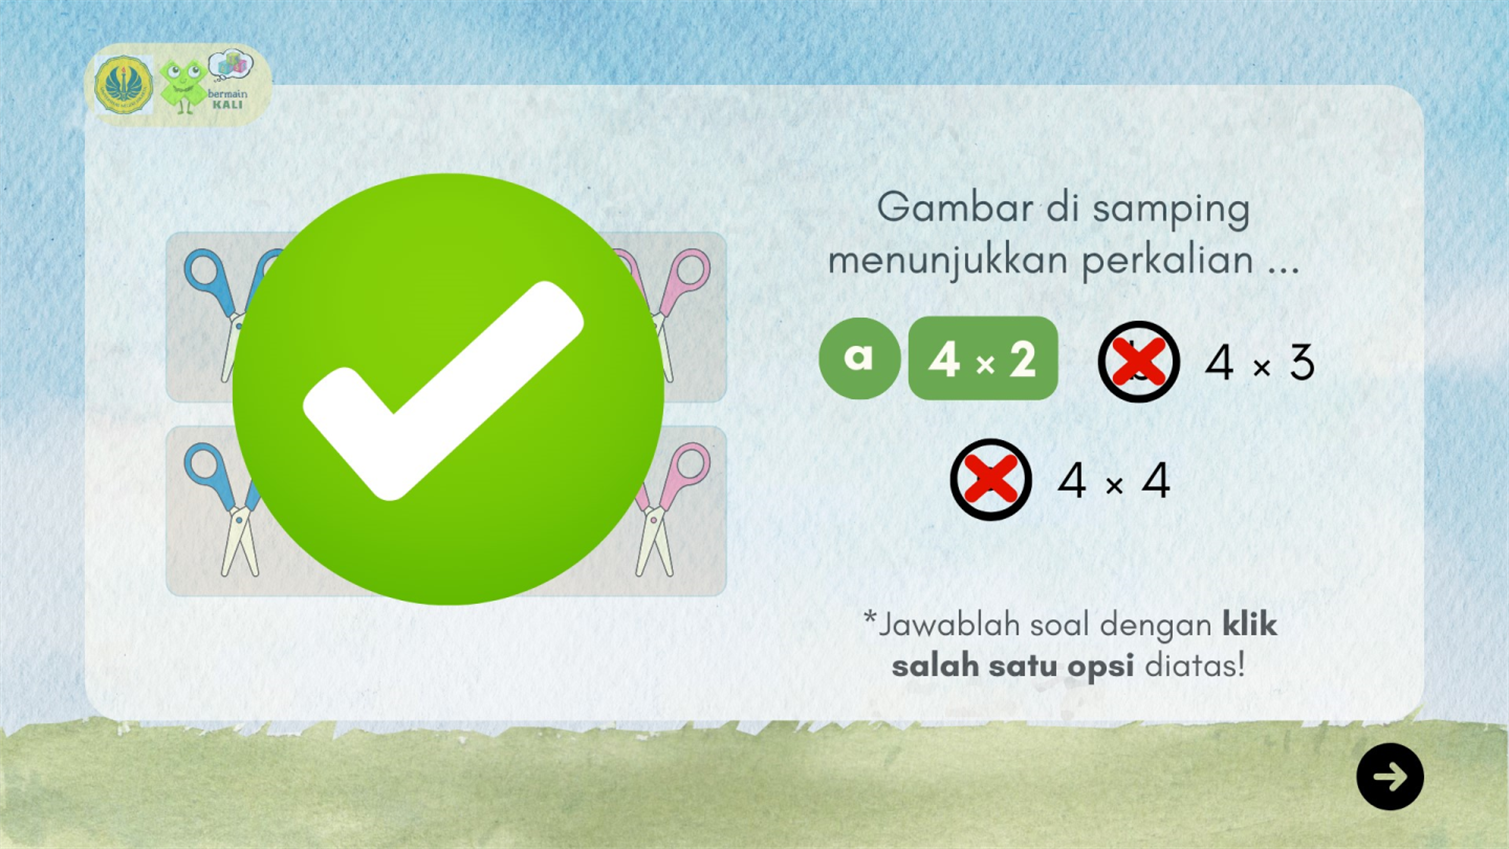 bermain
KALI
Gambar di samping
menunjukkan perkalian ...
a 4 × 2
4 × 3
4 × 4
*Jawablah soal dengan klik
salah satu opsi diatas!